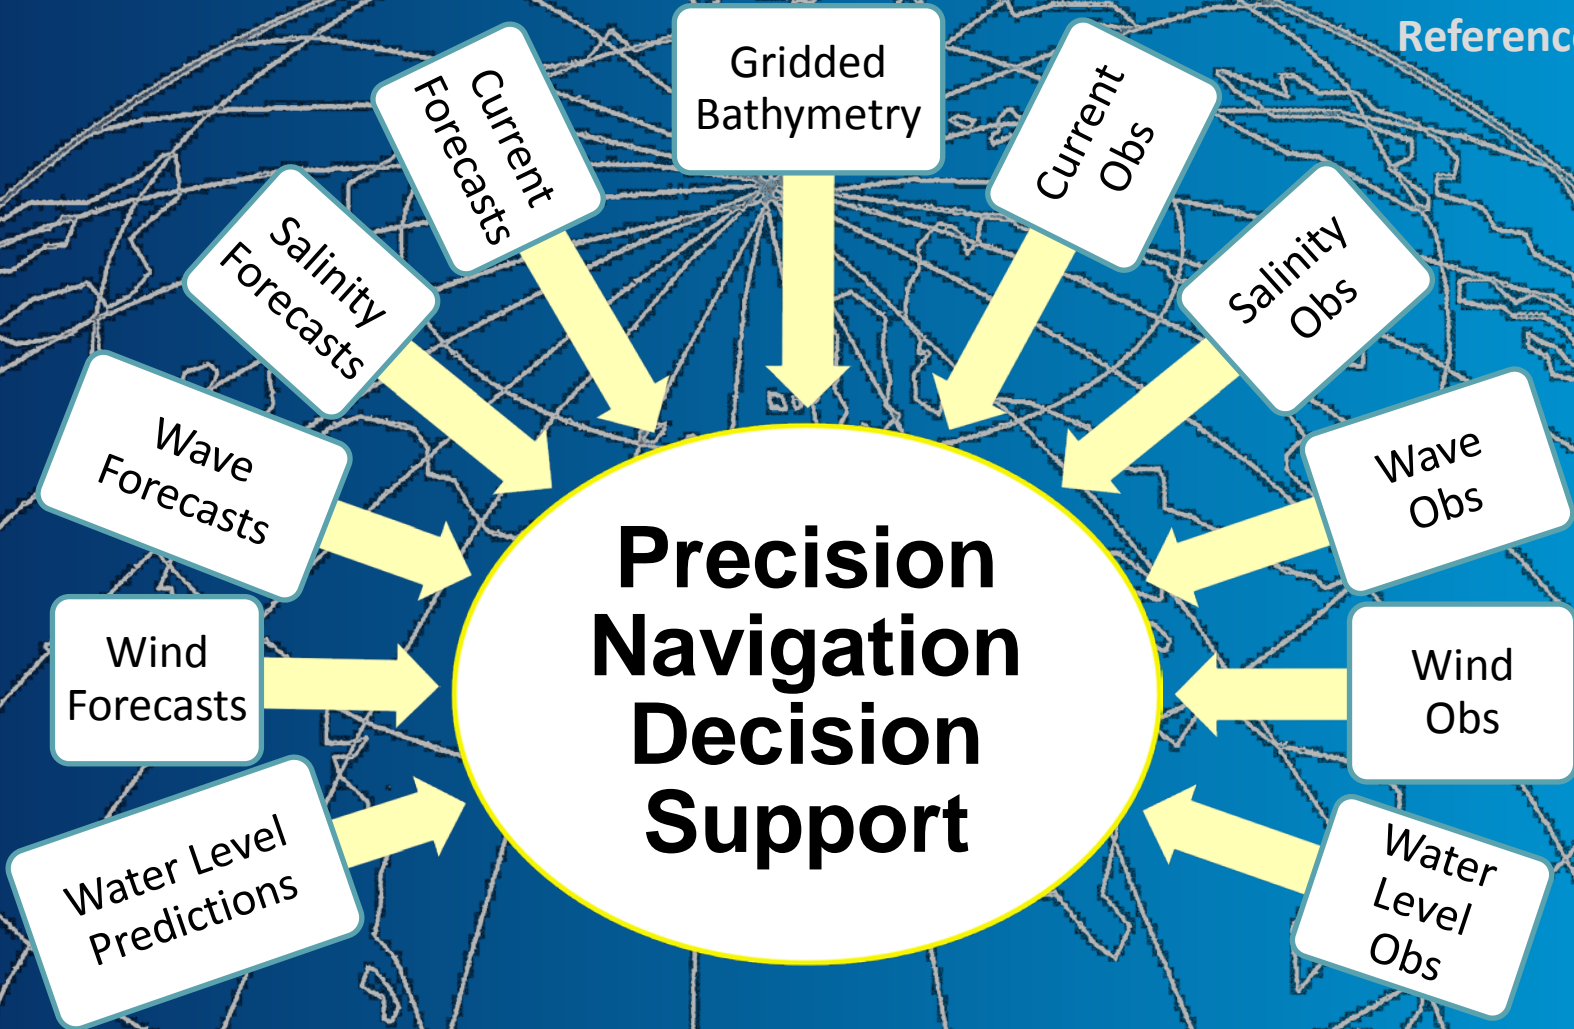 Gridded
Bathymetry
Current
Forecasts
Current
Obs
Salinity
Forecasts
Salinity
Obs
Wave
Forecasts
Wave
Obs
Wind
Forecasts
Wind
Obs
Water Level
Predictions
Water
Level
Obs
Precision
Navigation
Decision
Support